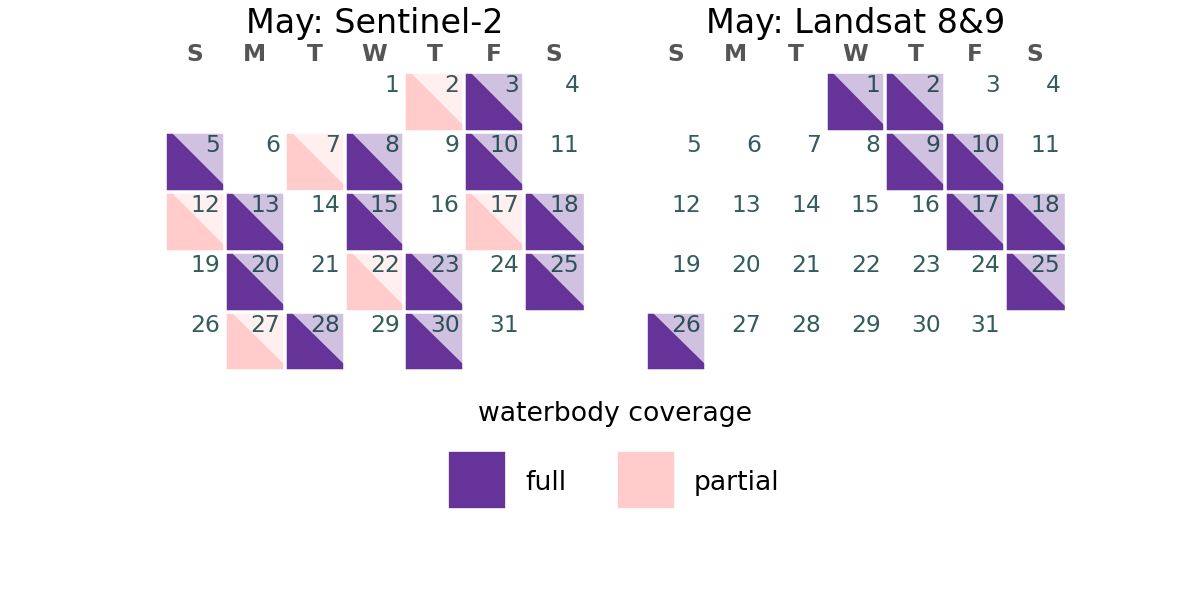 May: Sentinel-2
S M T W T F S
1 2 3 4
5 6 7 8 9 10 11
12 13 14 15 16 17 18
19 20 21 22 23 24 25
26 27 28 29 30 31
May: Landsat 8&9
S M T W T F S
1 2 3 4
5 6 7 8 9 10 11
12 13 14 15 16 17 18
19 20 21 22 23 24 25
26 27 28 29 30 31
waterbody coverage
full partial